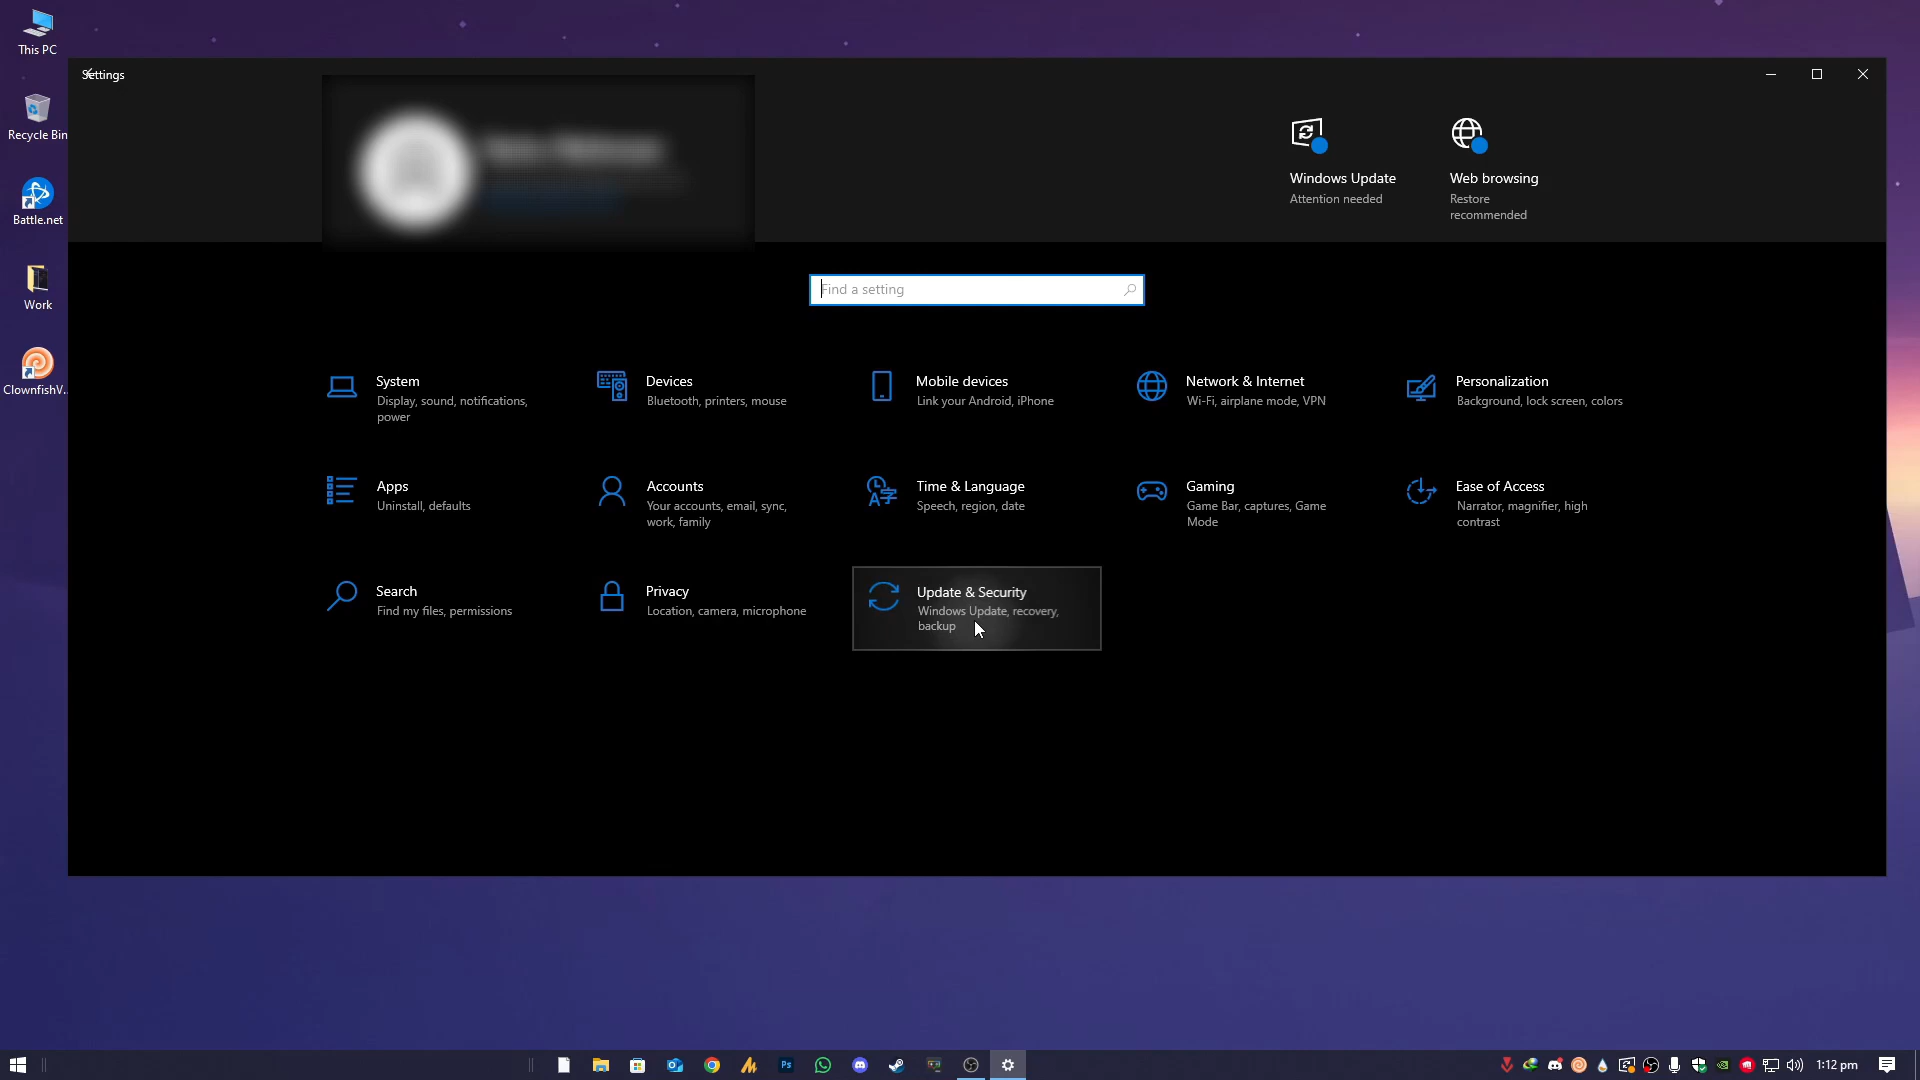 This PC
Recycle Bin
Battle.net
Work
ClownfishV...
Settings
Windows Update
Attention needed
Web browsing
Restore
recommended
Find a setting
System
Display, sound, notifications,
power
Devices
Bluetooth, printers, mouse
Mobile devices
Link your Android, iPhone
Network & Internet
Wi-Fi, airplane mode, VPN
Personalization
Background, lock screen, colors
Apps
Uninstall, defaults
Accounts
Your accounts, email, sync,
work, family
Time & Language
Speech, region, date
Gaming
Game Bar, captures, Game
Mode
Ease of Access
Narrator, magnifier, high
contrast
Search
Find my files, permissions
Privacy
Location, camera, microphone
Update & Security
Windows Update, recovery,
backup
Ps
1:12 pm